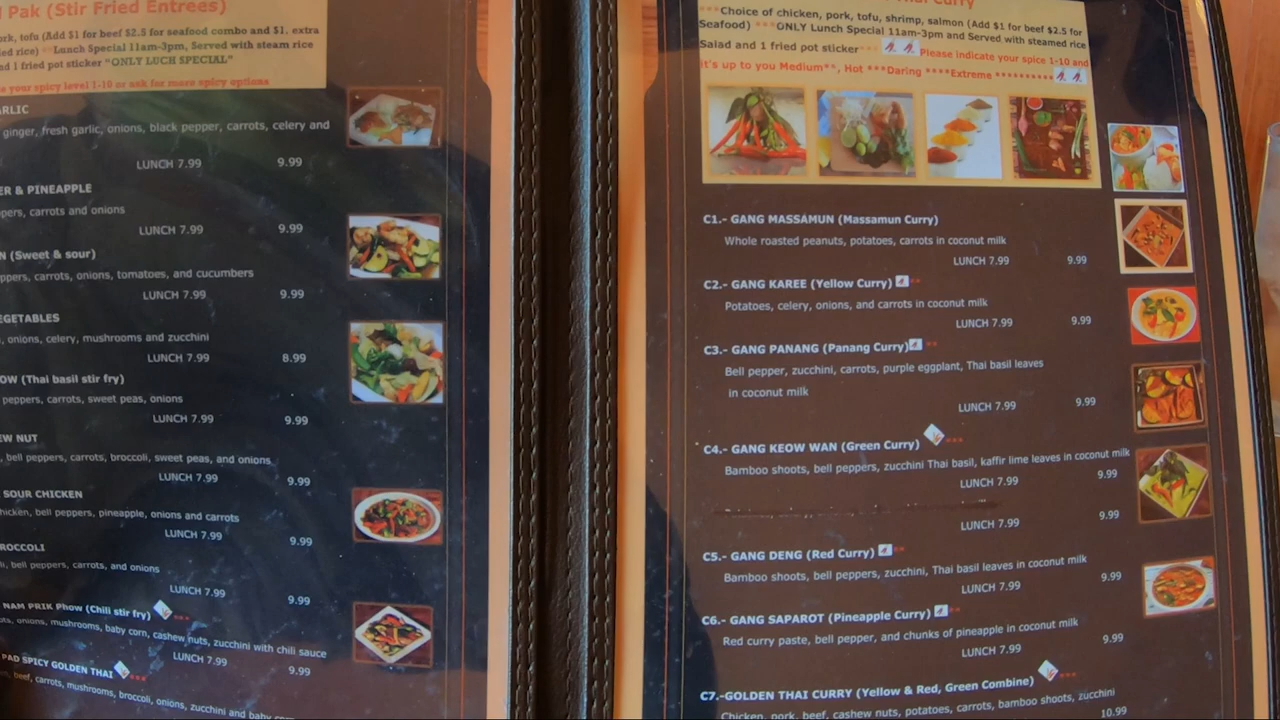 Pak (Stir Fried Entrees)
ork, tofu (Add $1 for beef $2.5 for seafood combo and $1. extra
ed rice) **Lunch Special 11am-3pm, Served with steam rice
nd 1 fried pot sticker "ONLY LUCH SPECIAL"
e your spicy level 1-10 or ask for more spicy options
ARLIC
ginger, fresh garlic, onions, black pepper, carrots, celery and
LUNCH 7.99 9.99
ER & PINEAPPLE
ppers, carrots and onions
LUNCH 7.99 9.99
N (Sweet & sour)
ppers, carrots, onions, tomatoes, and cucumbers
LUNCH 7.99 9.99
EGETABLES
, onions, celery, mushrooms and zucchini
LUNCH 7.99 8.99
OW (Thai basil stir fry)
peppers, carrots, sweet peas, onions
LUNCH 7.99 9.99
EW NUT
, bell peppers, carrots, broccoli, sweet peas, and onions
LUNCH 7.99 9.99
SOUR CHICKEN
hicken, bell peppers, pineapple, onions and carrots
LUNCH 7.99 9.99
ROCCOLI
li, bell peppers, carrots, and onions
LUNCH 7.99 9.99
NAM PRIK Phow (Chili stir fry) ***
ots, onions, mushrooms, baby corn, cashew nuts, zucchini with chili sauce
LUNCH 7.99 9.99
PAD SPICY GOLDEN THAI ***
beef, carrots, mushrooms, broccoli, onions, zucchini and baby
Thai Curry
***Choice of chicken, pork, tofu, shrimp, salmon (Add $1 for beef $2.5 for
Seafood) ***ONLY Lunch Special 11am-3pm and Served with steamed rice
Salad and 1 fried pot sticker*** Please indicate your spice 1-10 and
it's up to you Medium**, Hot ***Daring ****Extreme **********
C1.- GANG MASSAMUN (Massamun Curry)
Whole roasted peanuts, potatoes, carrots in coconut milk
LUNCH 7.99 9.99
C2.- GANG KAREE (Yellow Curry) **
Potatoes, celery, onions, and carrots in coconut milk
LUNCH 7.99 9.99
C3.- GANG PANANG (Panang Curry) **
Bell pepper, zucchini, carrots, purple eggplant, Thai basil leaves
in coconut milk
LUNCH 7.99 9.99
C4.- GANG KEOW WAN (Green Curry) ***
Bamboo shoots, bell peppers, zucchini Thai basil, kaffir lime leaves in coconut milk
LUNCH 7.99 9.99
LUNCH 7.99 9.99
C5.- GANG DENG (Red Curry) **
Bamboo shoots, bell peppers, zucchini, Thai basil leaves in coconut milk
LUNCH 7.99 9.99
C6.- GANG SAPAROT (Pineapple Curry) **
Red curry paste, bell pepper, and chunks of pineapple in coconut milk
LUNCH 7.99 9.99
C7.-GOLDEN THAI CURRY (Yellow & Red, Green Combine) ***
Chicken, pork, beef, cashew nuts, potatoes, carrots, bamboo shoots, zucchini
10.99